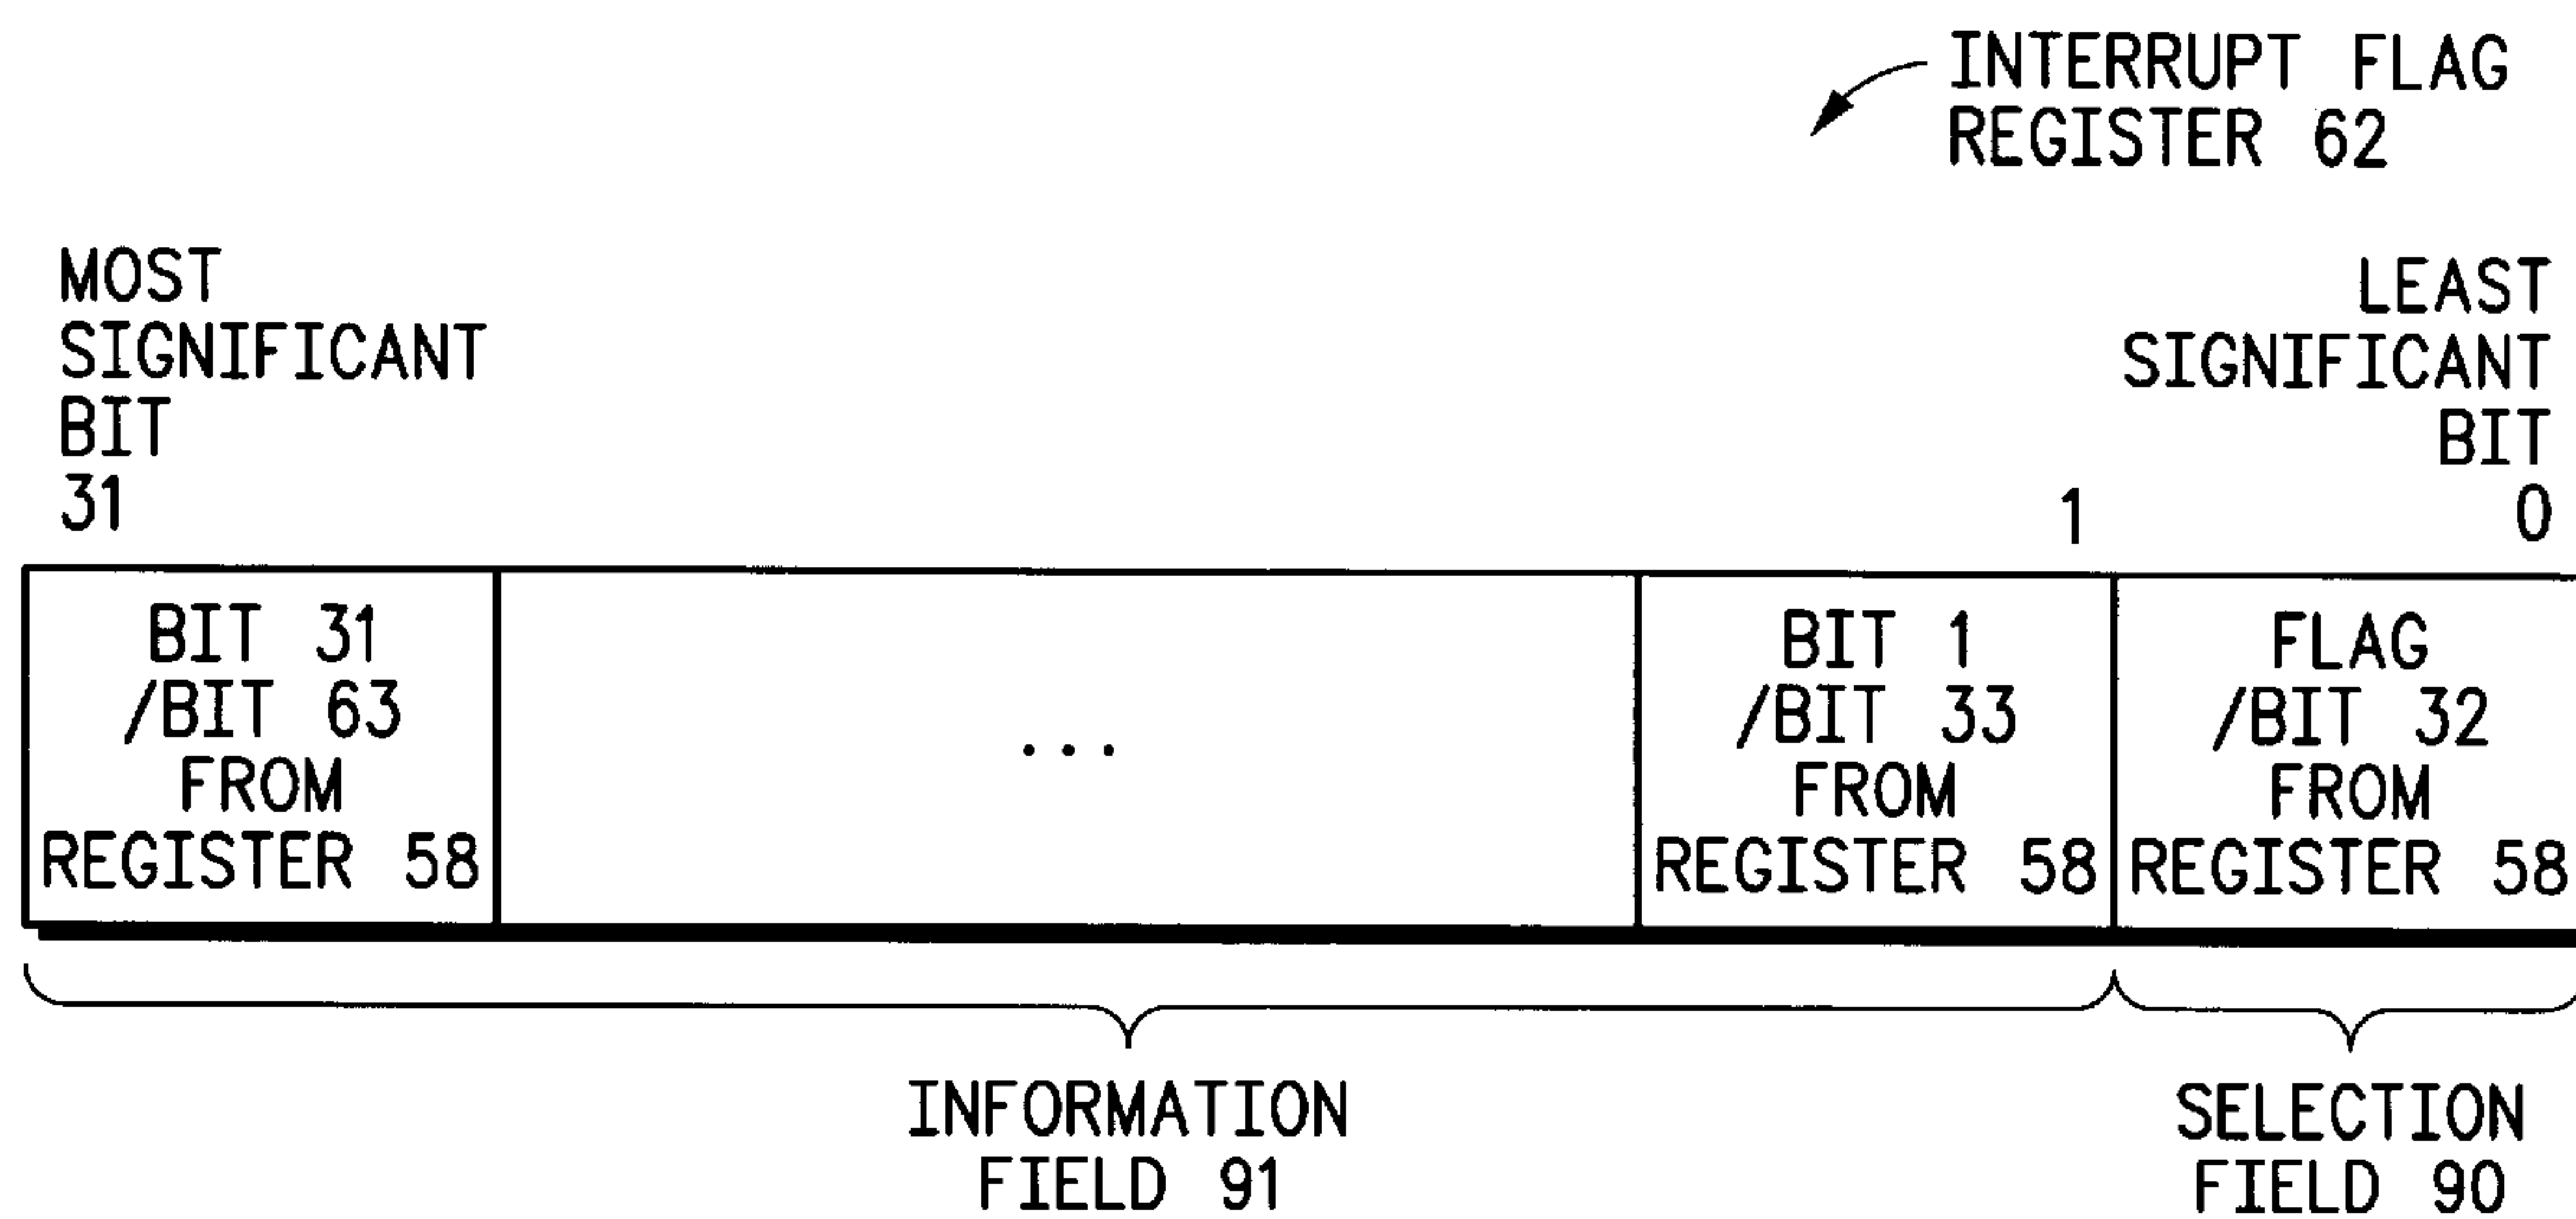 INTERRUPT FLAG
REGISTER 62
MOST
SIGNIFICANT
BIT
31
1
LEAST
SIGNIFICANT
BIT
0
BIT 31
/BIT 63
FROM
REGISTER 58
...
BIT 1
/BIT 33
FROM
REGISTER 58
FLAG
/BIT 32
FROM
REGISTER 58
INFORMATION
FIELD 91
SELECTION
FIELD 90